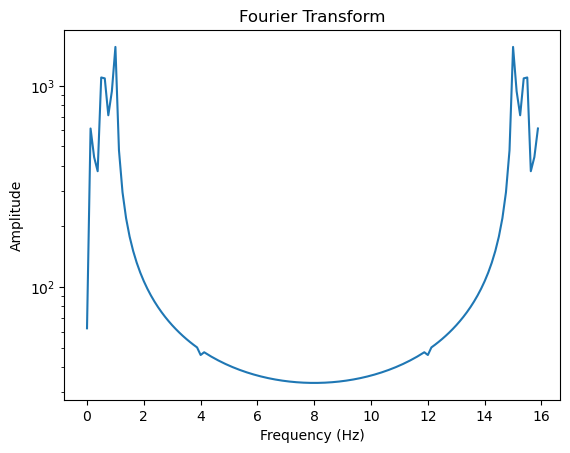 Fourier Transform
Amplitude
10³
10²
0 2 4 6 8 10 12 14 16
Frequency (Hz)